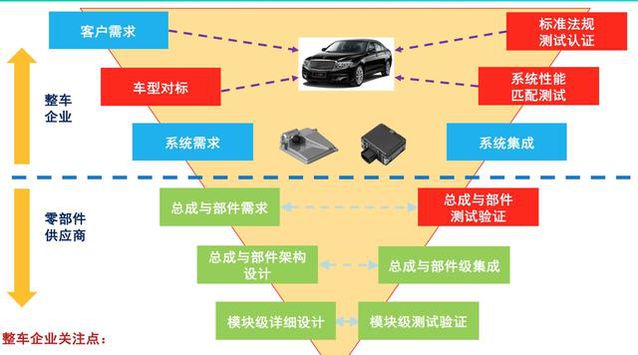 客户需求
标准法规
测试认证
车型对标
系统性能
匹配测试
整车
企业
系统需求
系统集成
总成与部件需求
总成与部件
测试验证
零部件
供应商
总成与部件架构
设计
总成与部件级集成
模块级详细设计
模块级测试验证
整车企业关注点：